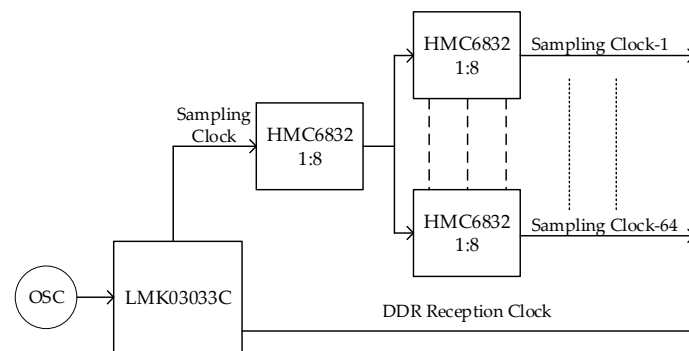 HMC6832
1:8
Sampling Clock-1
Sampling
Clock
HMC6832
1:8
HMC6832
1:8
Sampling Clock-64
OSC
LMK03033C
DDR Reception Clock